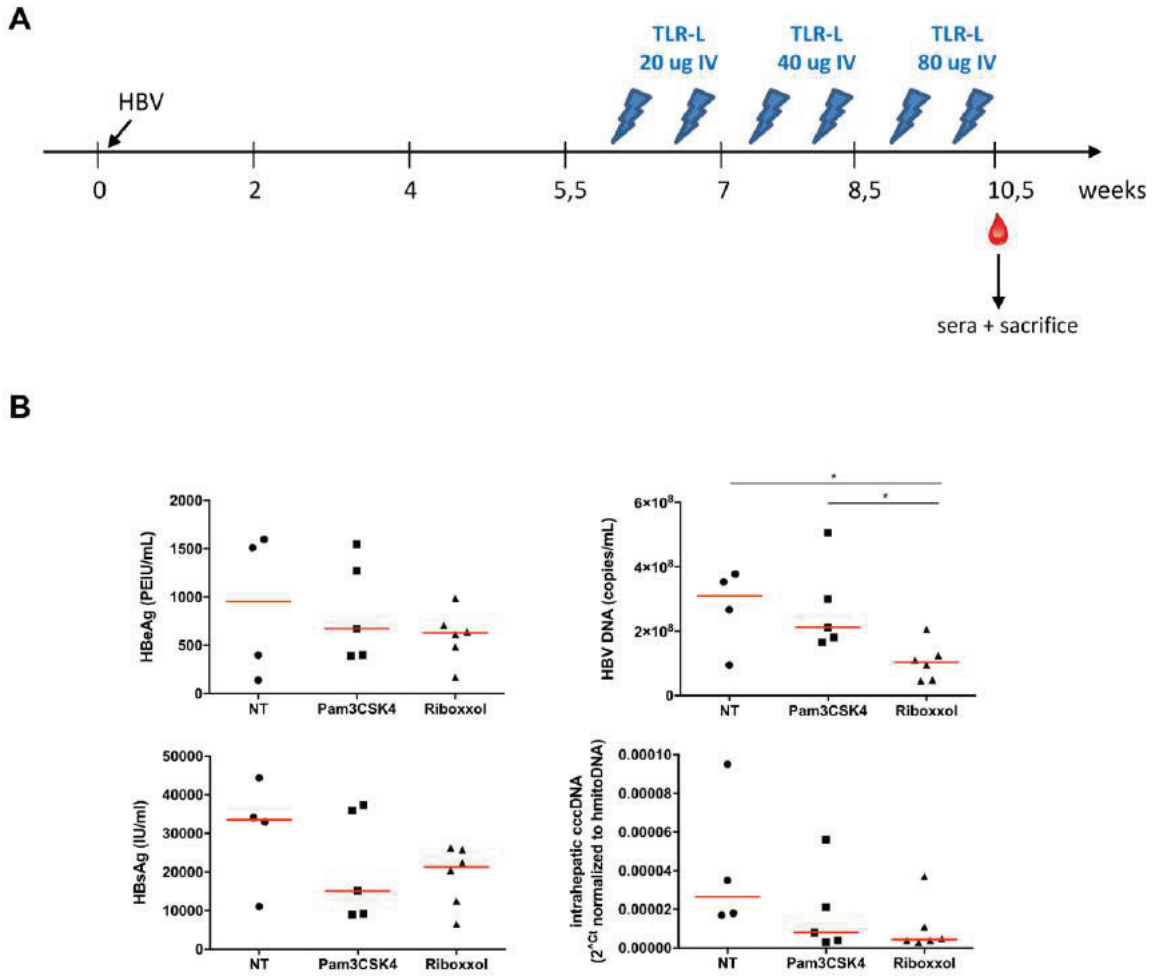 A
TLR-L
20 ug IV
TLR-L
40 ug IV
TLR-L
80 ug IV
HBV
0
2
4
5,5
7
8,5
10,5
weeks
sera + sacrifice
B
HBeAg (PEIU/mL)
2000
1500
1000
500
0
NT
Pam3CSK4
Riboxxol
HBV DNA (copies/mL)
*
*
6×10⁸
4×10⁸
2×10⁸
0
NT
Pam3CSK4
Riboxxol
HBsAg (IU/ml)
50000
40000
30000
20000
10000
0
NT
Pam3CSK4
Riboxxol
intrahepatic cccDNA
(2^Ct normalized to hmitoDNA)
0.00010
0.00008
0.00006
0.00004
0.00002
0.00000
NT
Pam3CSK4
Riboxxol